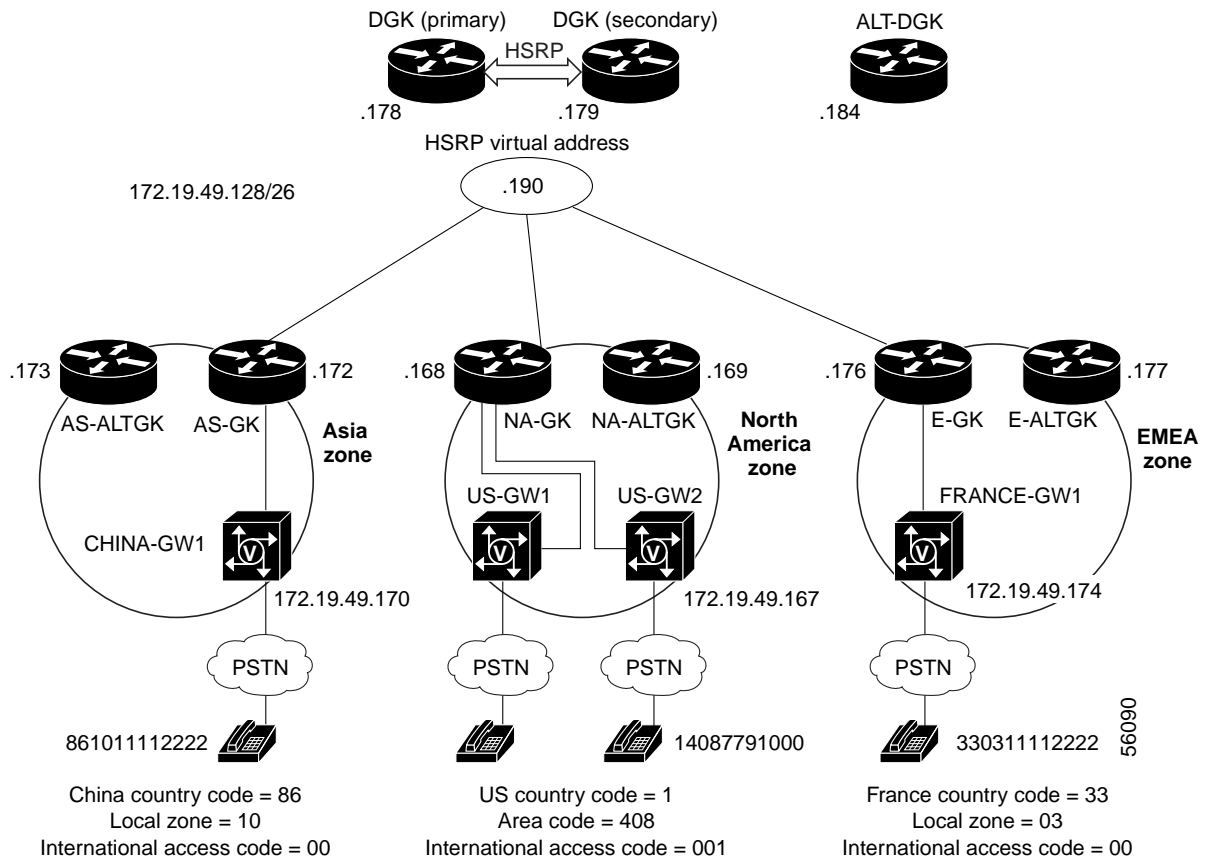 DGK (primary) DGK (secondary) ALT-DGK
HSRP
.178 .179 .184
HSRP virtual address
.190
172.19.49.128/26
.173 .172 .168 .169 .176 .177
AS-ALTGK AS-GK NA-GK NA-ALTGK E-GK E-ALTGK
Asia
zone
North
America
zone
EMEA
zone
CHINA-GW1 US-GW1 US-GW2 FRANCE-GW1
V V V V
172.19.49.170 172.19.49.167 172.19.49.174
PSTN PSTN PSTN PSTN
861011112222 14087791000 330311112222
56090
China country code = 86
Local zone = 10
International access code = 00
US country code = 1
Area code = 408
International access code = 001
France country code = 33
Local zone = 03
International access code = 00